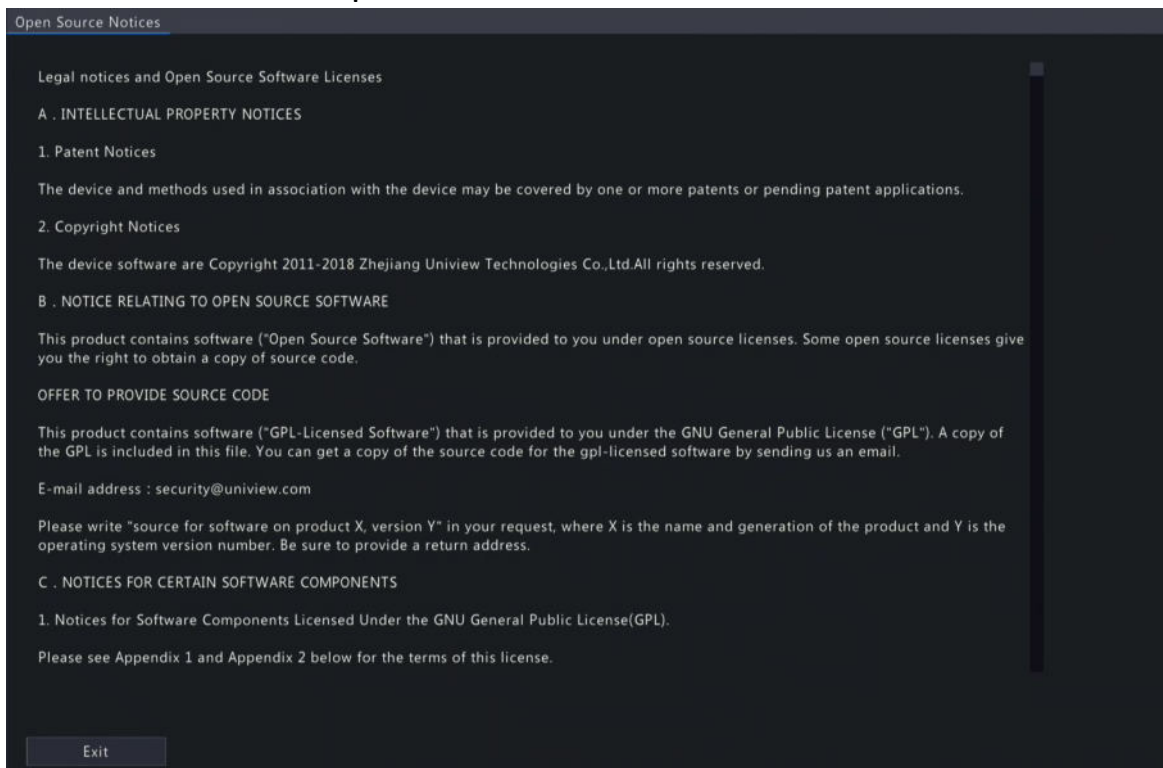 Open Source Notices
Legal notices and Open Source Software Licenses
A . INTELLECTUAL PROPERTY NOTICES
1. Patent Notices
The device and methods used in association with the device may be covered by one or more patents or pending patent applications.
2. Copyright Notices
The device software are Copyright 2011-2018 Zhejiang Uniview Technologies Co.,Ltd.All rights reserved.
B . NOTICE RELATING TO OPEN SOURCE SOFTWARE
This product contains software ("Open Source Software") that is provided to you under open source licenses. Some open source licenses give
you the right to obtain a copy of source code.
OFFER TO PROVIDE SOURCE CODE
This product contains software ("GPL-Licensed Software") that is provided to you under the GNU General Public License ("GPL"). A copy of
the GPL is included in this file. You can get a copy of the source code for the gpl-licensed software by sending us an email.
E-mail address : security@uniview.com
Please write "source for software on product X, version Y" in your request, where X is the name and generation of the product and Y is the
operating system version number. Be sure to provide a return address.
C . NOTICES FOR CERTAIN SOFTWARE COMPONENTS
1. Notices for Software Components Licensed Under the GNU General Public License(GPL).
Please see Appendix 1 and Appendix 2 below for the terms of this license.
Exit